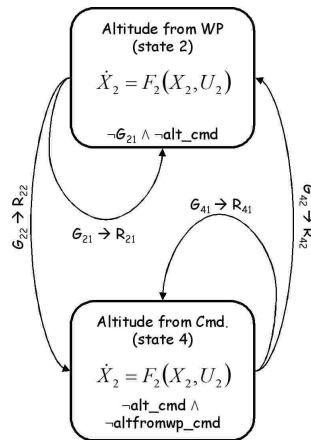 Altitude from WP
(state 2)
Ẋ₂ = F₂(X₂,U₂)
¬G₂₁ ∧ ¬alt_cmd
G₂₂ → R₂₂
G₂₁ → R₂₁
G₄₁ → R₄₁
G₄₂ → R₄₂
Altitude from Cmd.
(state 4)
Ẋ₂ = F₂(X₂,U₂)
¬alt_cmd ∧
¬altfromwp_cmd